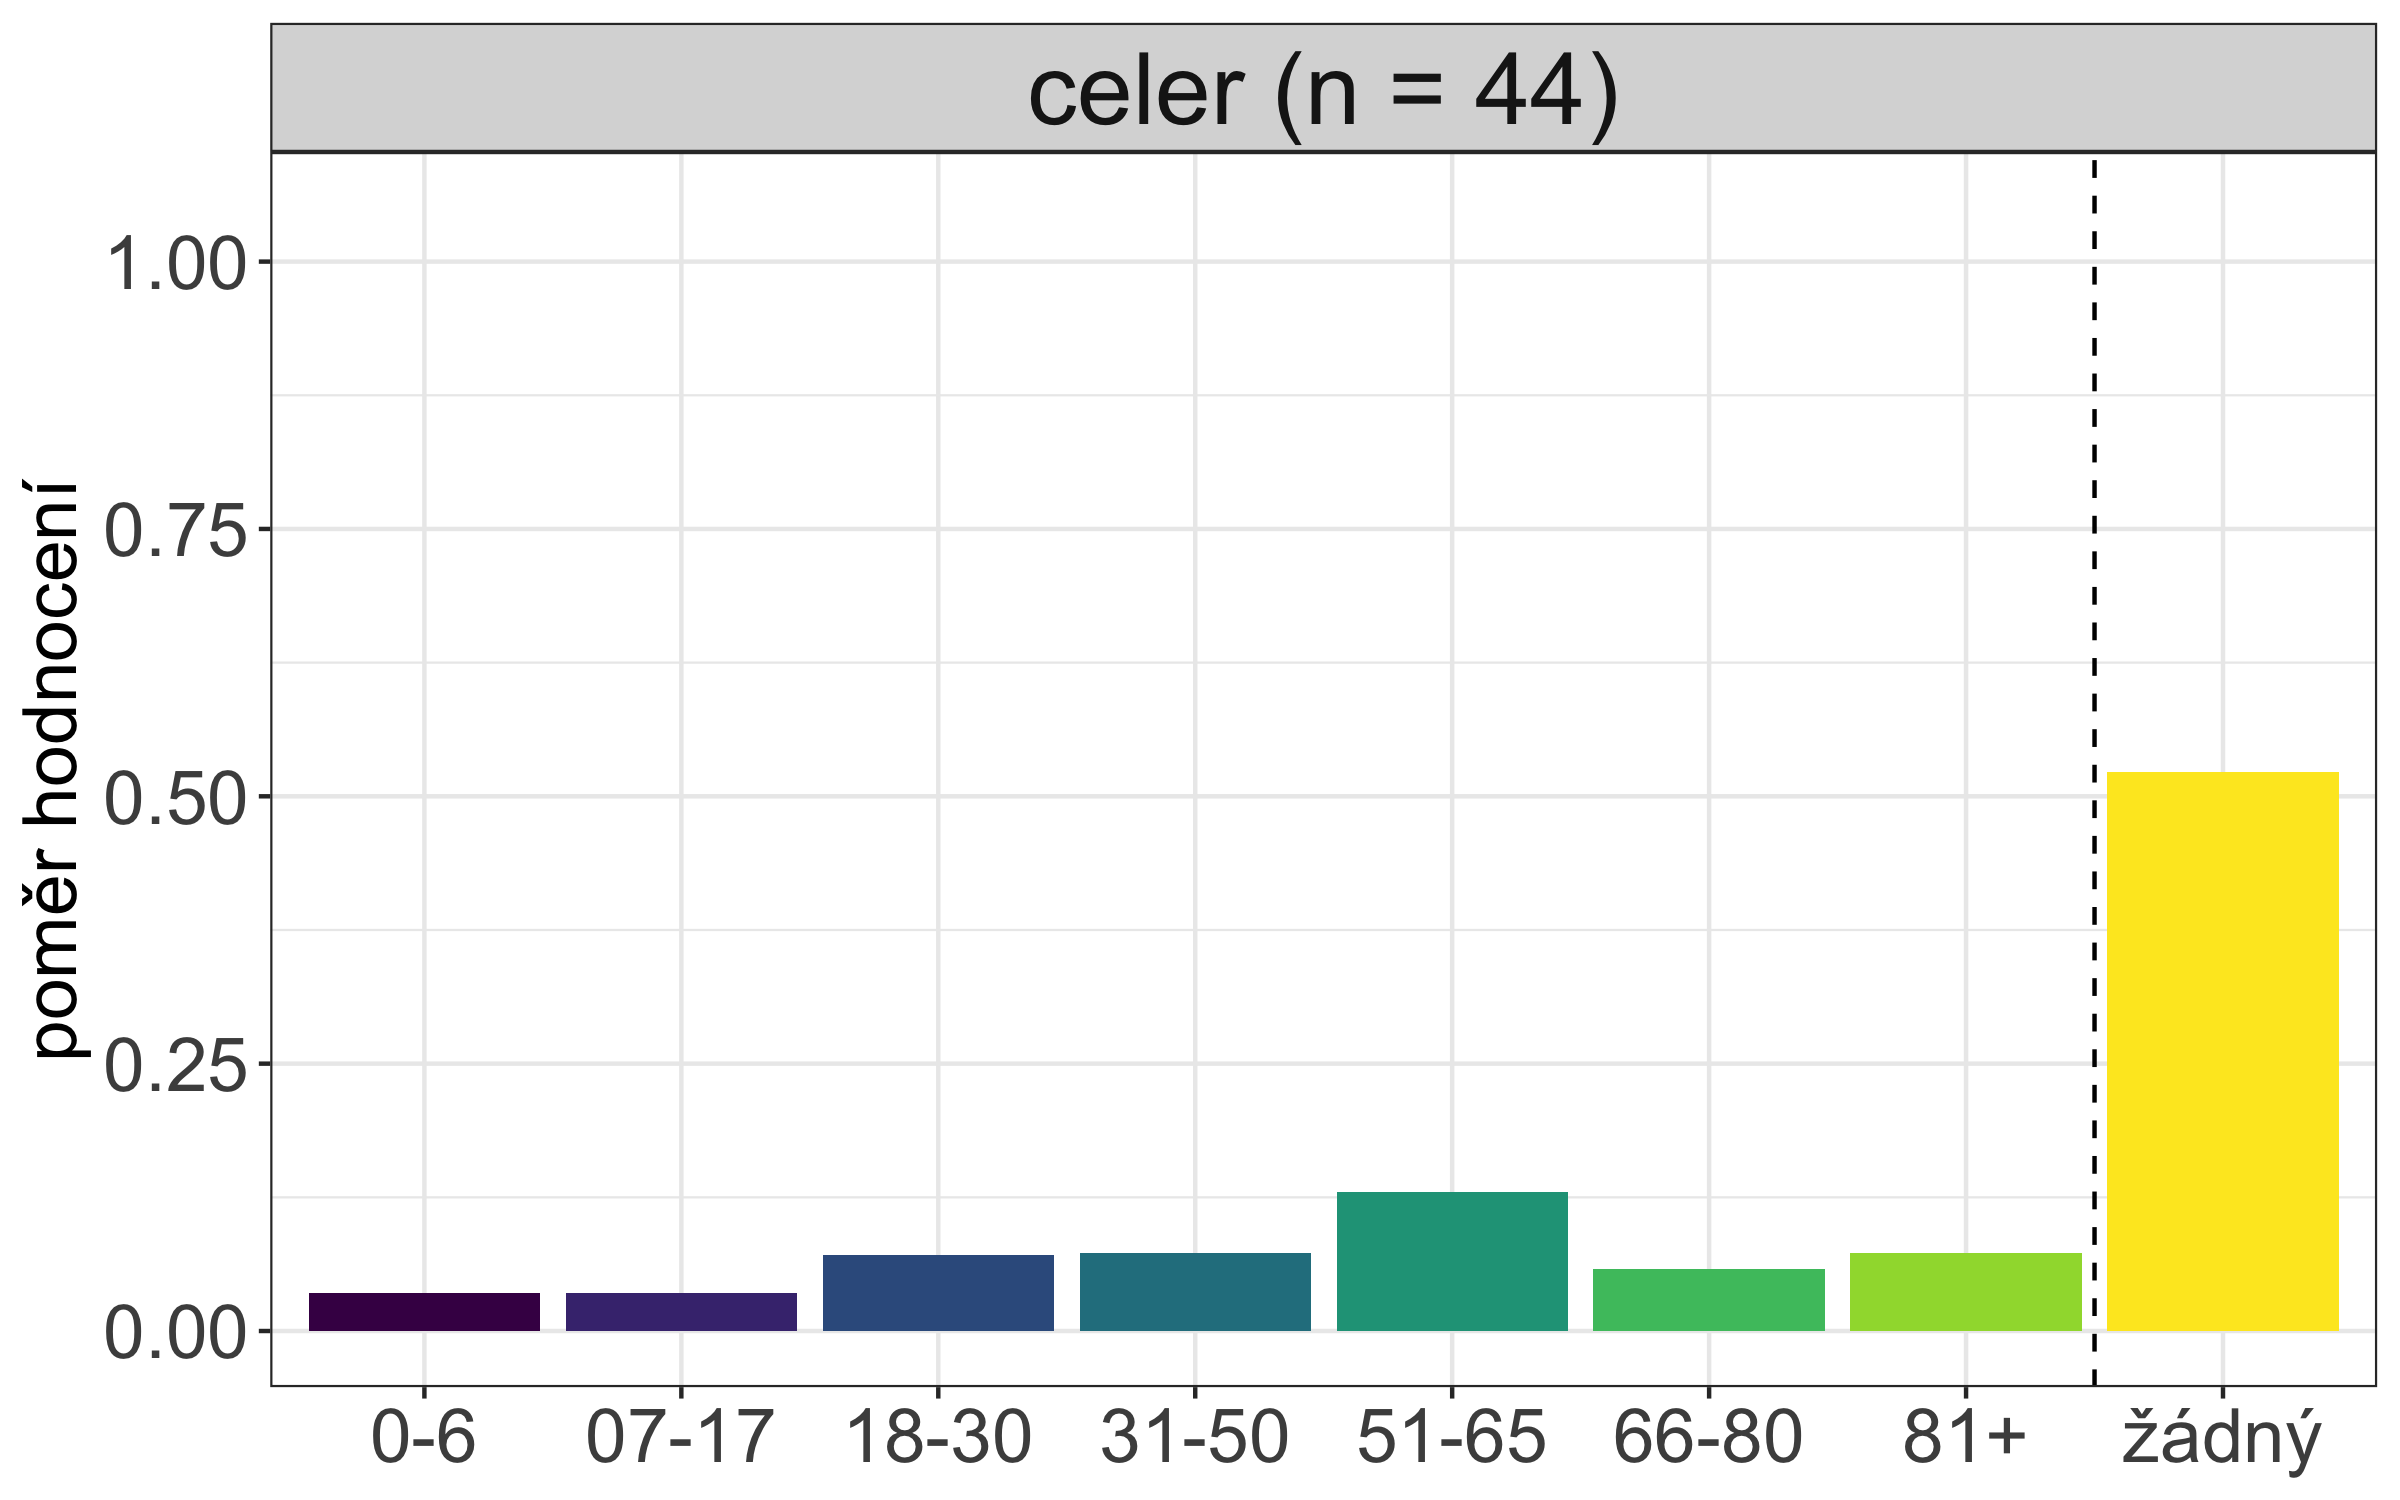 celer (n = 44)
poměr hodnocení
1.00
0.75
0.50
0.25
0.00
0-6 07-17 18-30 31-50 51-65 66-80 81+ žádný